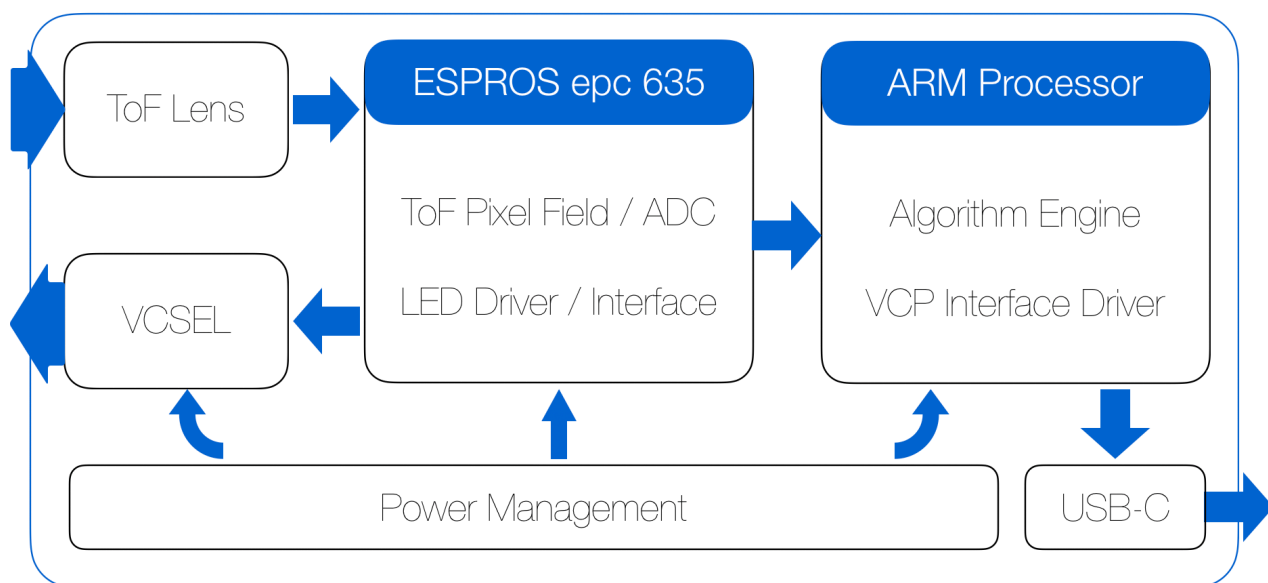 ToF Lens
ESPROS epc 635
ARM Processor
ToF Pixel Field / ADC
Algorithm Engine
VCSEL
LED Driver / Interface
VCP Interface Driver
Power Management
USB-C